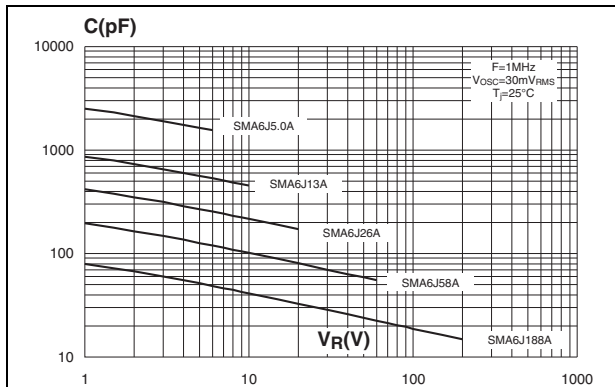 C(pF)
10000
F=1MHz
VOSC=30mVRMS
Tj=25°C
SMA6J5.0A
1000
SMA6J13A
SMA6J26A
100
SMA6J58A
VR(V)
SMA6J188A
10
1 10 100 1000